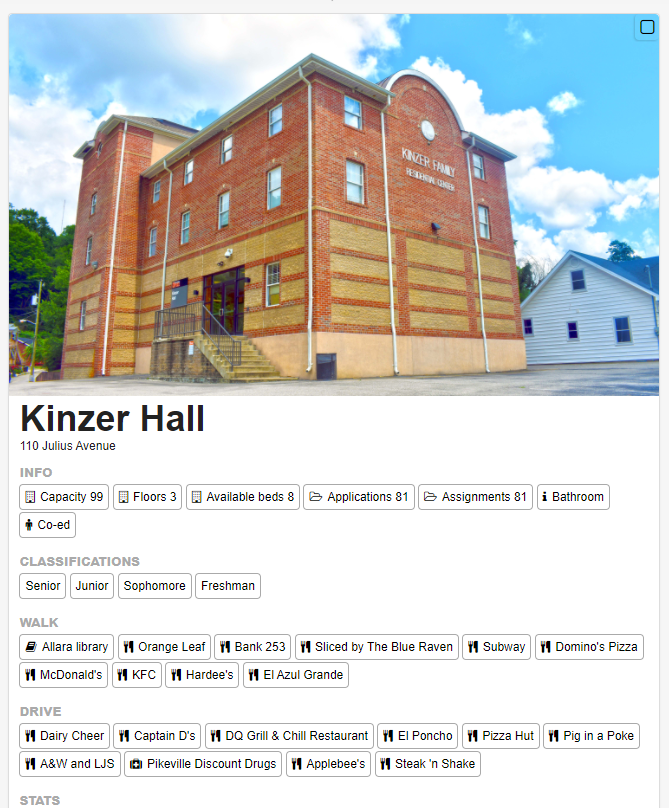 KINZER FAMILY
RESIDENTIAL CENTER
Kinzer Hall
110 Julius Avenue
INFO
Capacity 99 Floors 3 Available beds 8 Applications 81 Assignments 81 Bathroom
Co-ed
CLASSIFICATIONS
Senior Junior Sophomore Freshman
WALK
Allara library Orange Leaf Bank 253 Sliced by The Blue Raven Subway Domino's Pizza
McDonald's KFC Hardee's El Azul Grande
DRIVE
Dairy Cheer Captain D's DQ Grill & Chill Restaurant El Poncho Pizza Hut Pig in a Poke
A&W and LJS Pikeville Discount Drugs Applebee's Steak 'n Shake
STATS